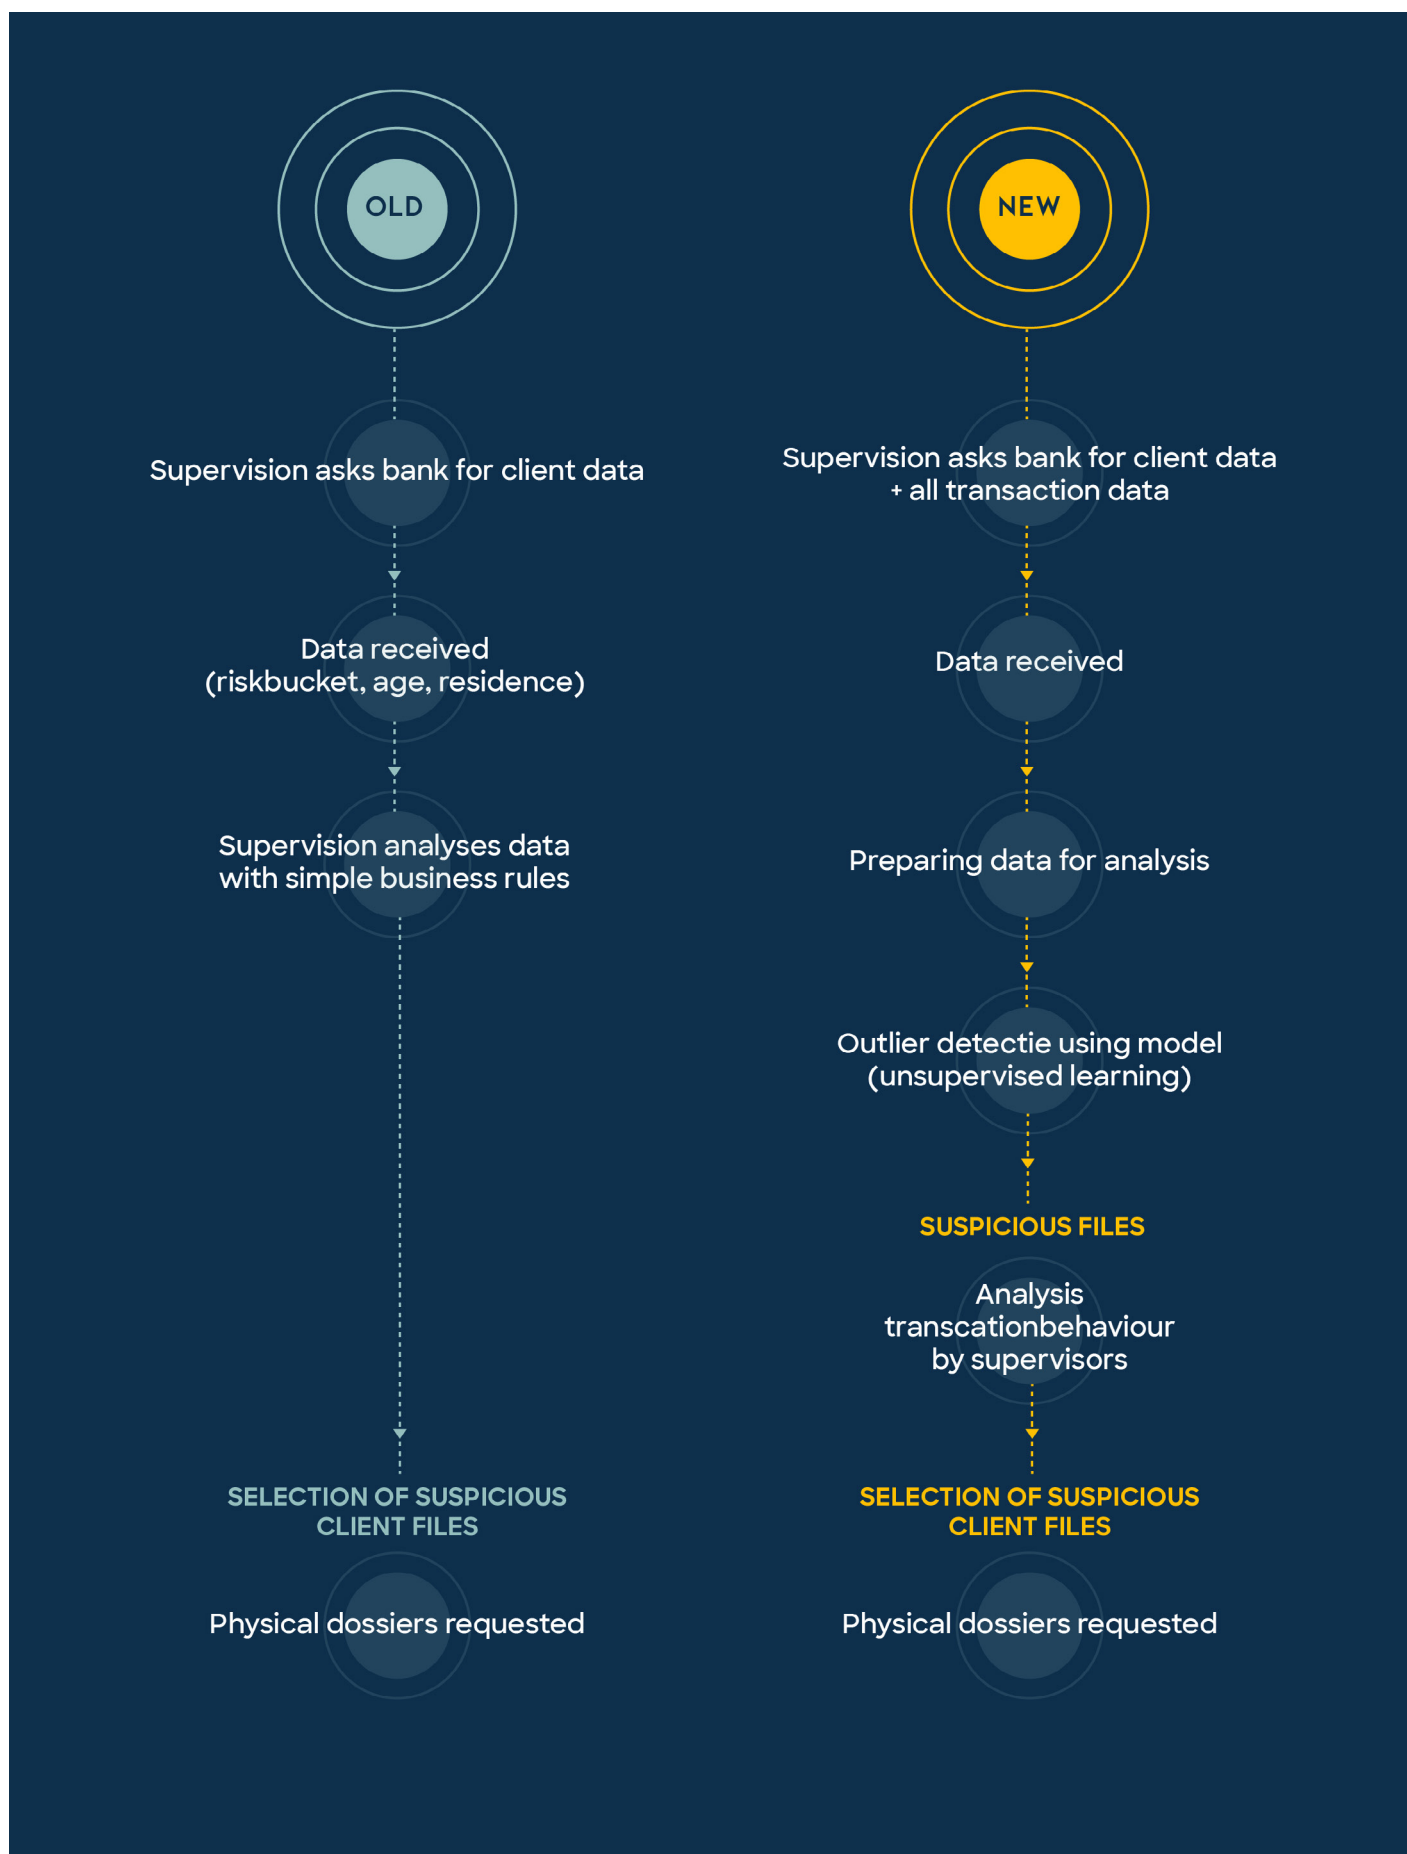 OLD
Supervision asks bank for client data
Data received
(riskbucket, age, residence)
Supervision analyses data
with simple business rules
SELECTION OF SUSPICIOUS
CLIENT FILES
Physical dossiers requested
NEW
Supervision asks bank for client data
+ all transaction data
Data received
Preparing data for analysis
Outlier detectie using model
(unsupervised learning)
SUSPICIOUS FILES
Analysis
transcationbehaviour
by supervisors
SELECTION OF SUSPICIOUS
CLIENT FILES
Physical dossiers requested